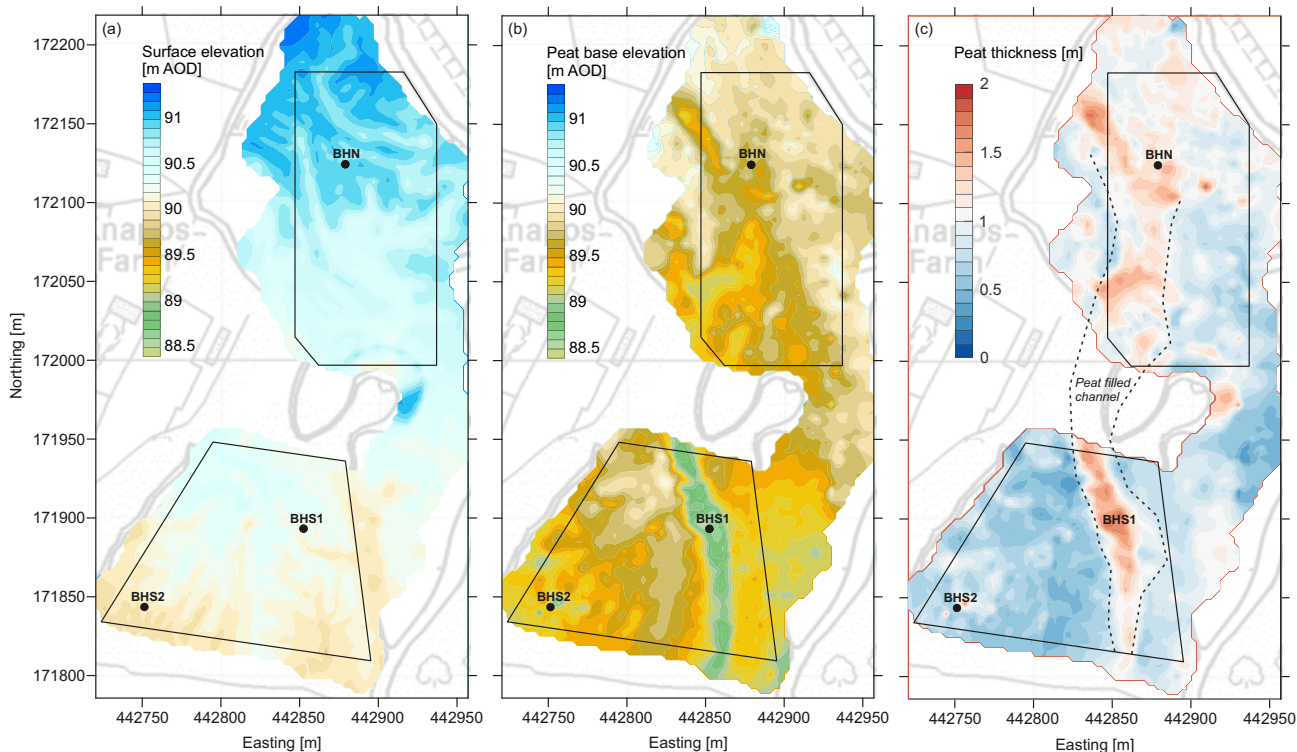 (a)
Surface elevation
[m AOD]
91
90.5
90
89.5
89
88.5
BHN
BHS1
BHS2
Farm
172200
172150
172100
172050
172000
171950
171900
171850
171800
Northing [m]
442750
442800
442850
442900
442950
Easting [m]
(b)
Peat base elevation
[m AOD]
91
90.5
90
89.5
89
88.5
BHN
BHS1
BHS2
Farm
442750
442800
442850
442900
442950
Easting [m]
(c)
Peat thickness [m]
2
1.5
1
0.5
0
BHN
Peat filled
channel
BHS1
BHS2
Farm
442750
442800
442850
442900
442950
Easting [m]